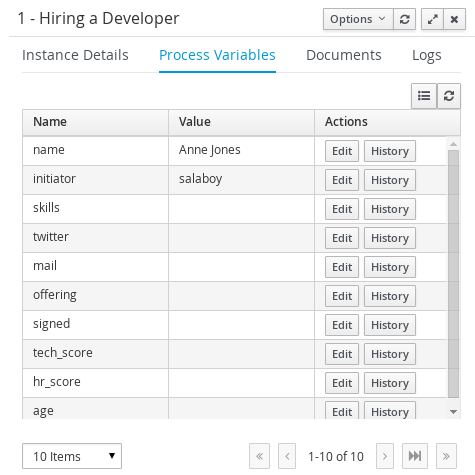 1 - Hiring a Developer Options
Instance Details Process Variables Documents Logs
Name Value Actions
name Anne Jones Edit History
initiator salaboy Edit History
skills Edit History
twitter Edit History
mail Edit History
offering Edit History
signed Edit History
tech_score Edit History
hr_score Edit History
age Edit History
10 Items 1-10 of 10